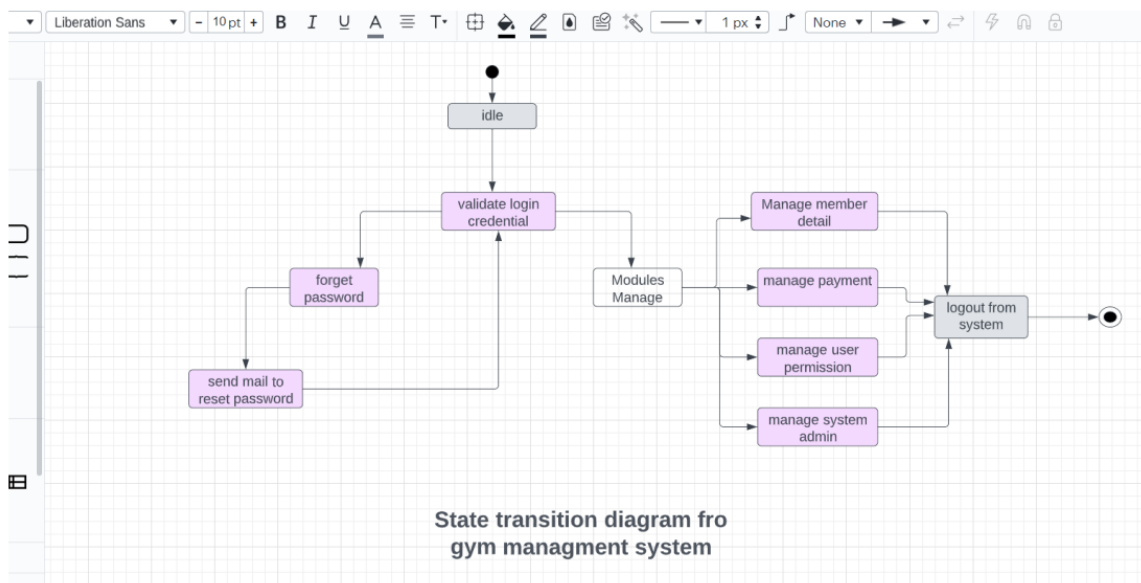 Liberation Sans
10 pt
B I U A T
1 px
None
idle
validate login
credential
forget
password
send mail to
reset password
Modules
Manage
Manage member
detail
manage payment
manage user
permission
manage system
admin
logout from
system
State transition diagram fro
gym managment system